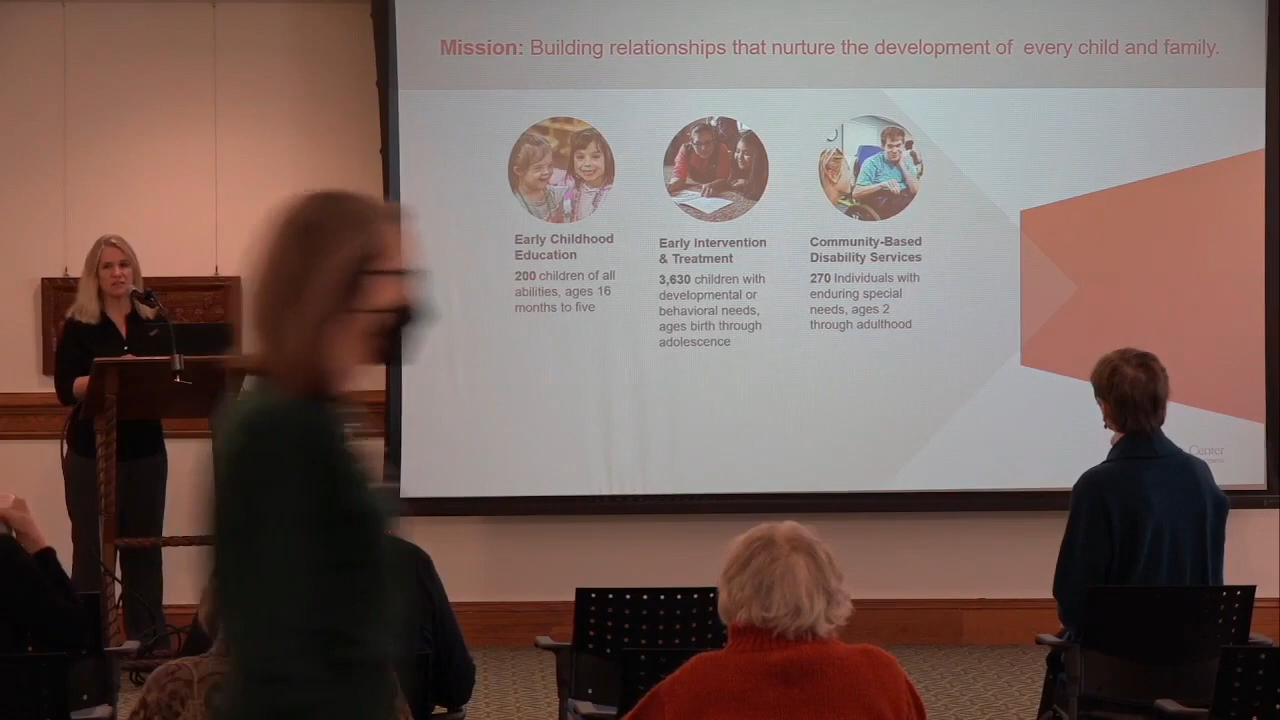 Mission: Building relationships that nurture the development of every child and family.
Early Childhood
Education
200 children of all
abilities, ages 16
months to five
Early Intervention
& Treatment
3,630 children with
developmental or
behavioral needs,
ages birth through
adolescence
Community-Based
Disability Services
270 Individuals with
enduring special
needs, ages 2
through adulthood
Center